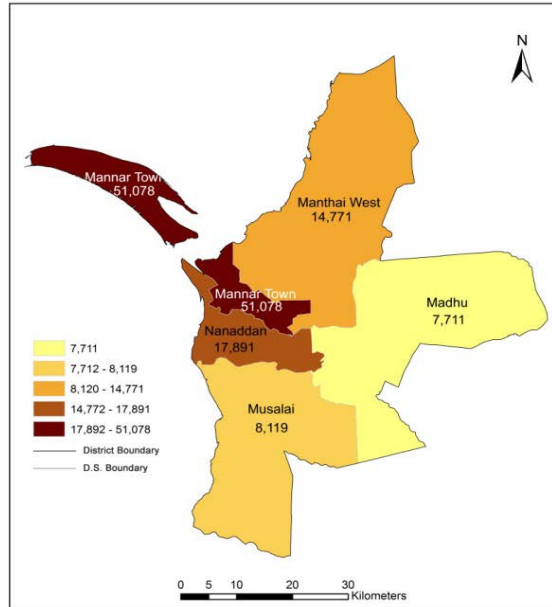 N
Mannar Town
51,078
Manthai West
14,771
Mannar Town
51,078
Madhu
7,711
Nanaddan
17,891
Musalai
8,119
7,711
7,712 - 8,119
8,120 - 14,771
14,772 - 17,891
17,892 - 51,078
District Boundary
D.S. Boundary
0 5 10 20 30
Kilometers